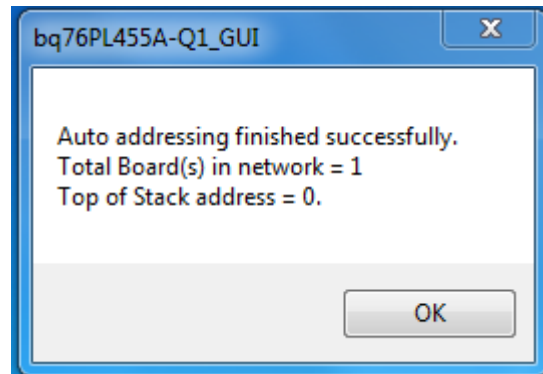 bq76PL455A-Q1_GUI
Auto addressing finished successfully.
Total Board(s) in network = 1
Top of Stack address = 0.
OK